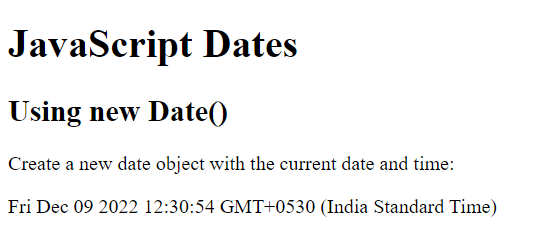 JavaScript Dates
Using new Date()
Create a new date object with the current date and time:
Fri Dec 09 2022 12:30:54 GMT+0530 (India Standard Time)